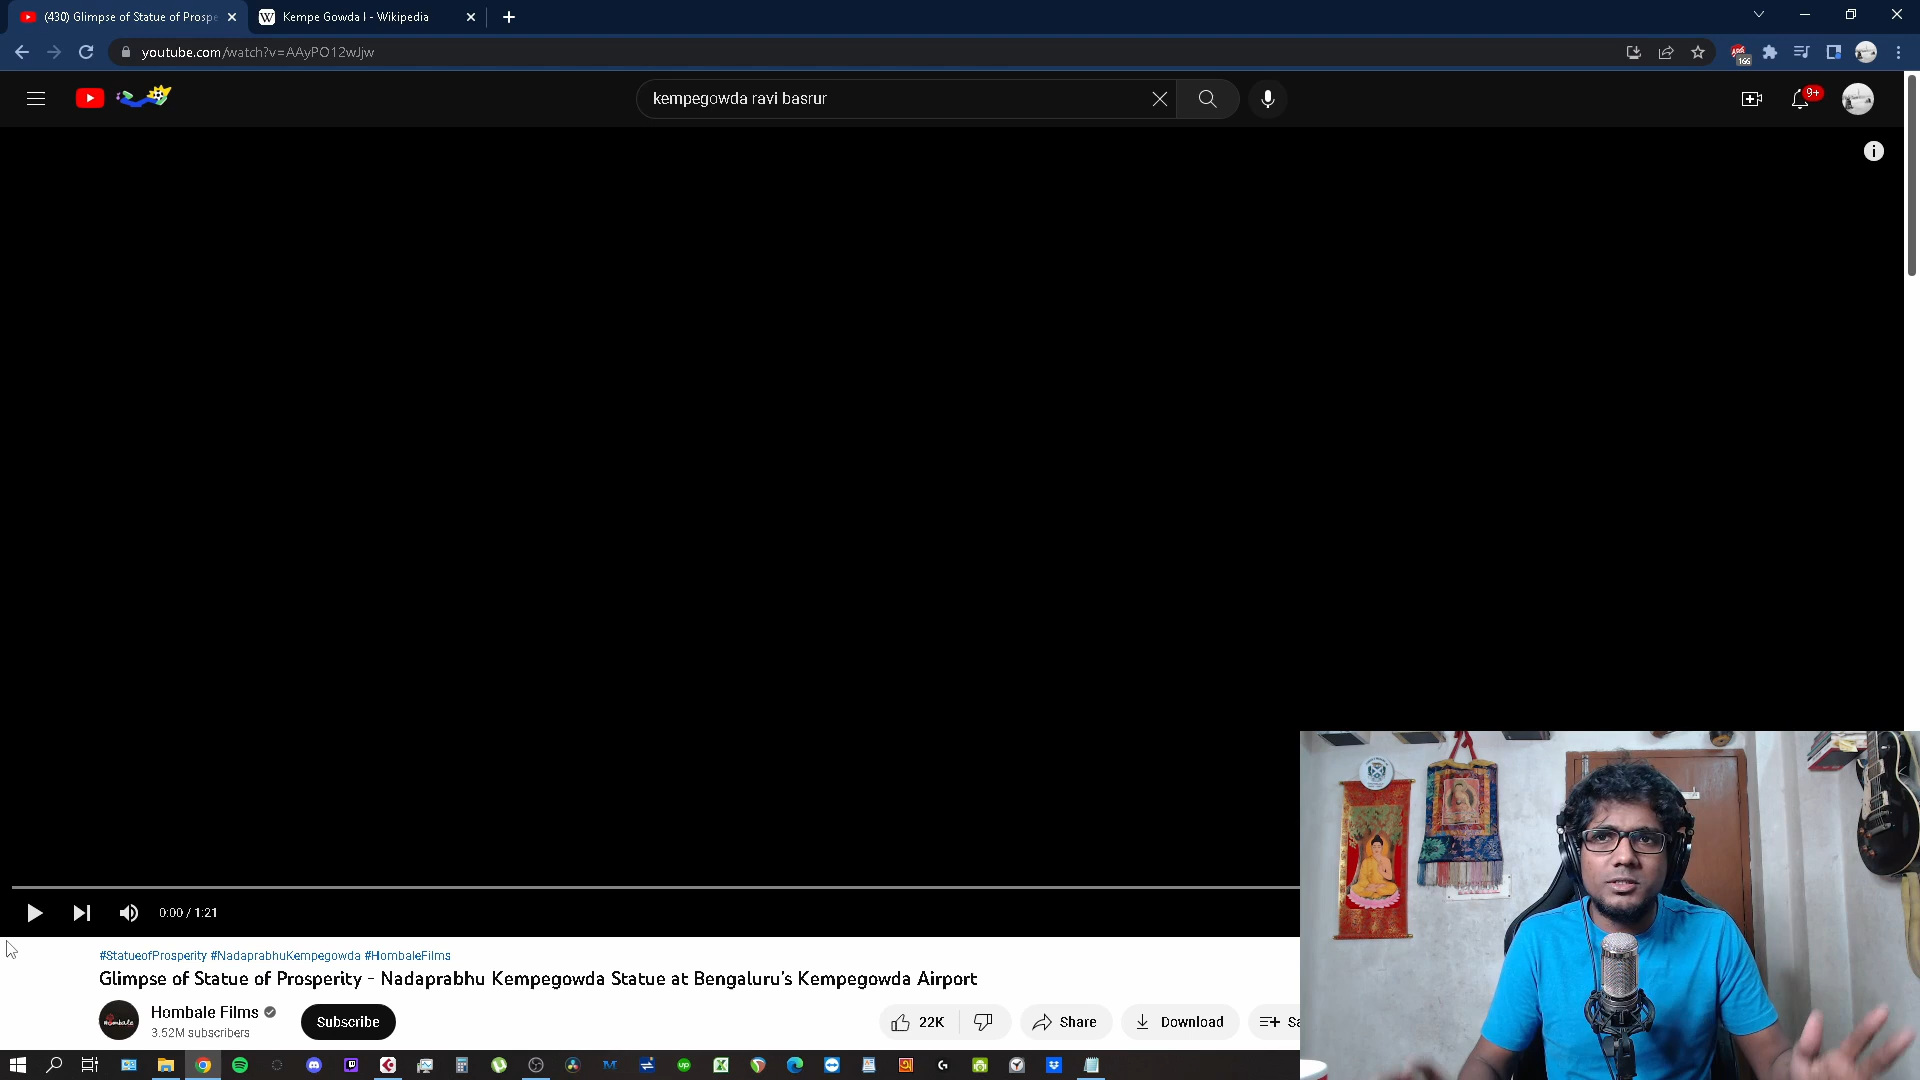 (430) Glimpse of Statue of Prospe
Kempe Gowda I - Wikipedia
youtube.com/watch?v=AAyPO12wJjw
166
kempegowda ravi basrur
9+
0:00 / 1:21
#StatueofProsperity #NadaprabhuKempegowda #HombaleFilms
Glimpse of Statue of Prosperity - Nadaprabhu Kempegowda Statue at Bengaluru's Kempegowda Airport
Hombale Films
3.52M subscribers
Subscribe
22K
Share
Download
Sa